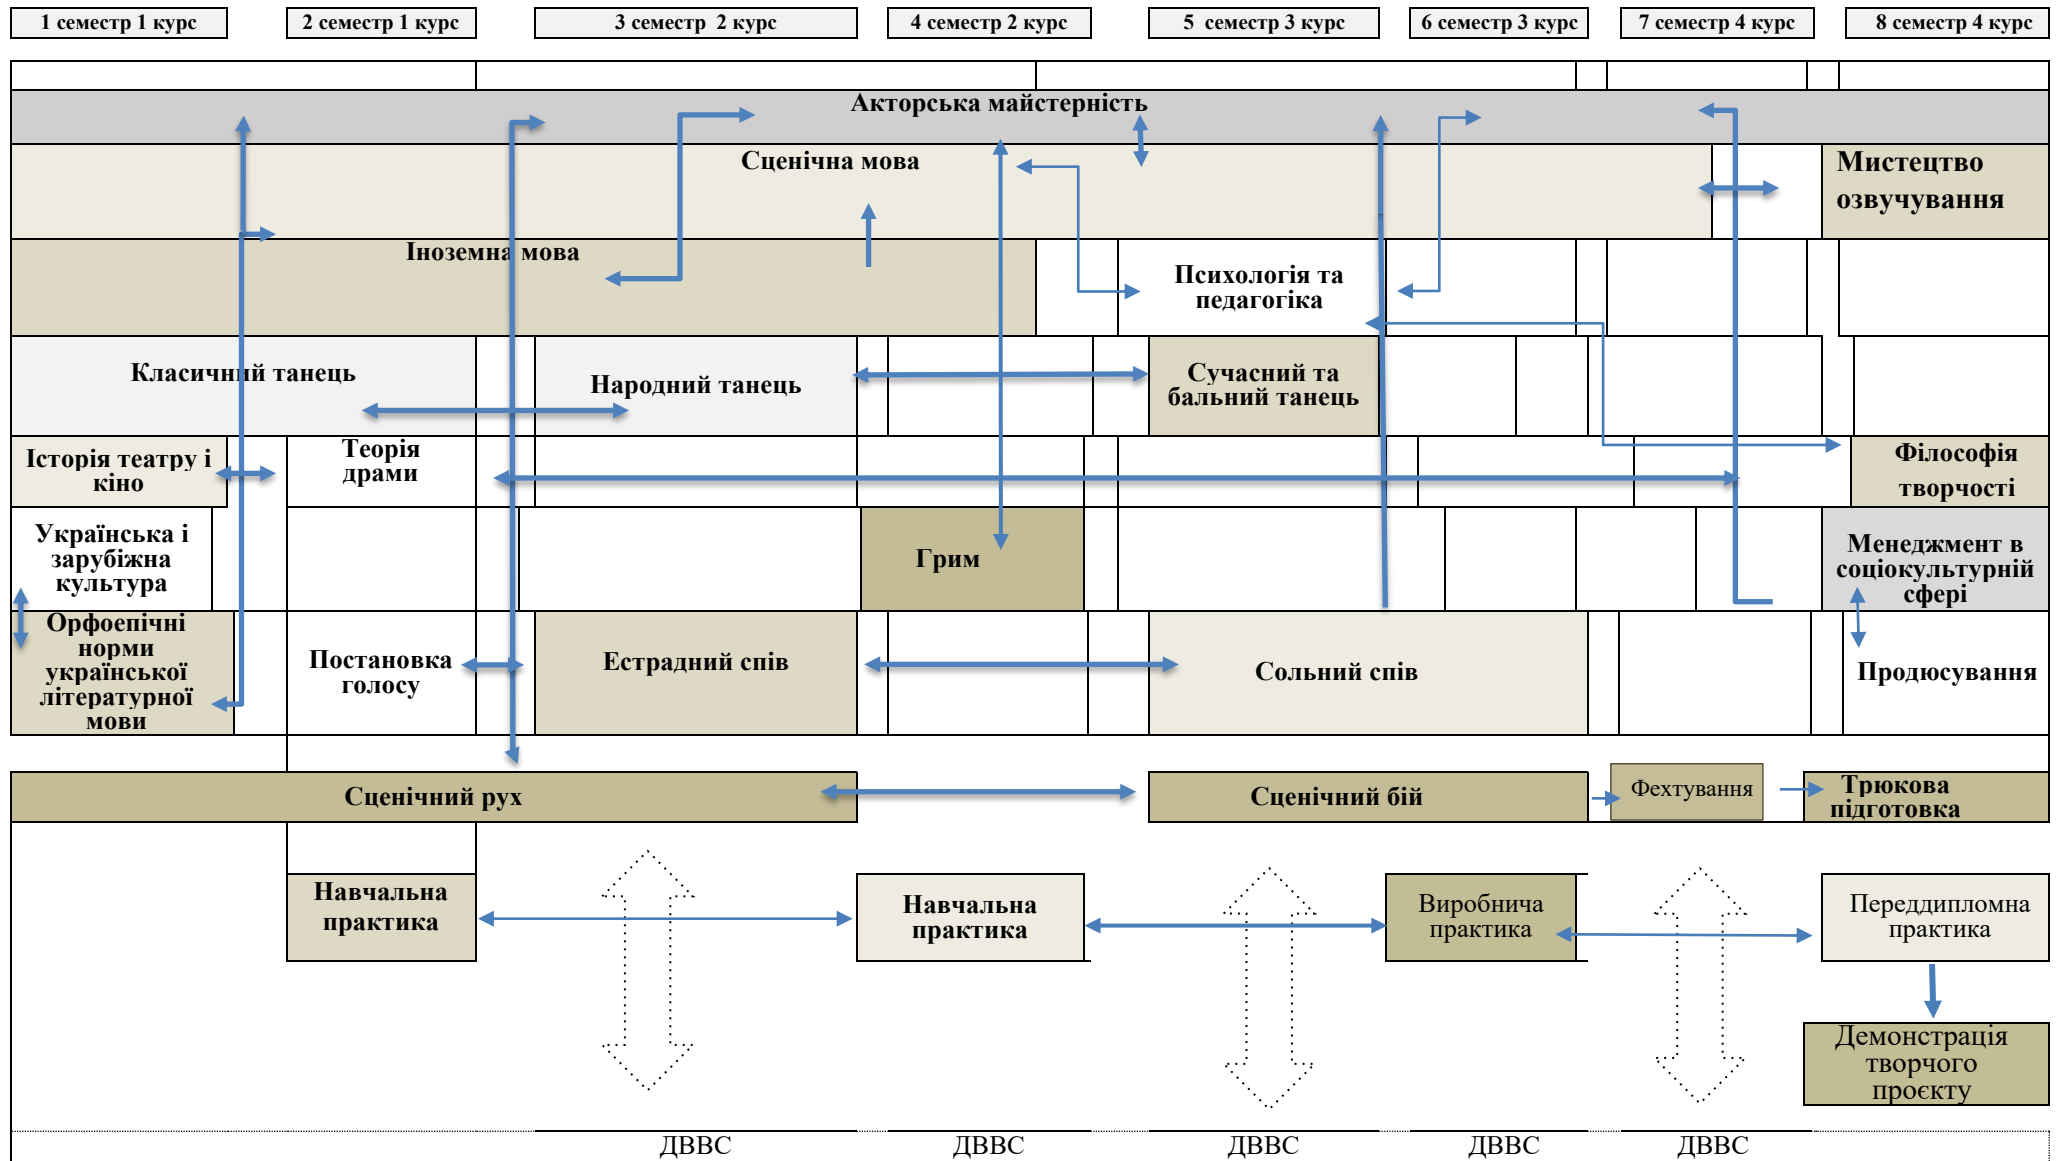 1 семестр 1 курс
2 семестр 1 курс
3 семестр 2 курс
4 семестр 2 курс
5 семестр 3 курс
6 семестр 3 курс
7 семестр 4 курс
8 семестр 4 курс
Акторська майстерність
Сценічна мова
Мистецтво
озвучування
Іноземна мова
Психологія та
педагогіка
Класичний танець
Народний танець
Сучасний та
бальний танець
Історія театру і
кіно
Теорія
драми
Філософія
творчості
Українська і
зарубіжна
культура
Грим
Менеджмент в
соціокультурній
сфері
Орфоепічні
норми
української
літературної
мови
Постановка
голосу
Естрадний спів
Сольний спів
Продюсування
Сценічний рух
Сценічний бій
Фехтування
Трюкова
підготовка
Навчальна
практика
Навчальна
практика
Виробнича
практика
Переддипломна
практика
Демонстрація
творчого
проєкту
ДВВС
ДВВС
ДВВС
ДВВС
ДВВС